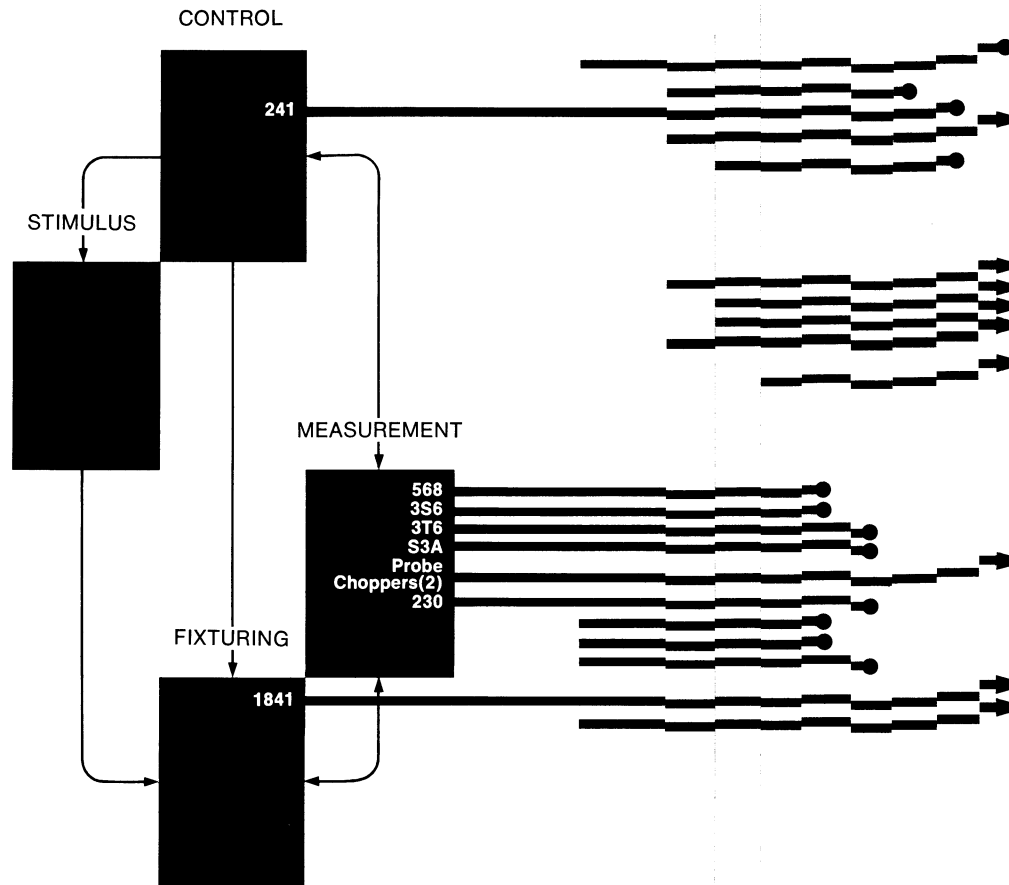 CONTROL
241
STIMULUS
MEASUREMENT
568
3S6
3T6
S3A
Probe
Choppers(2)
230
FIXTURING
1841